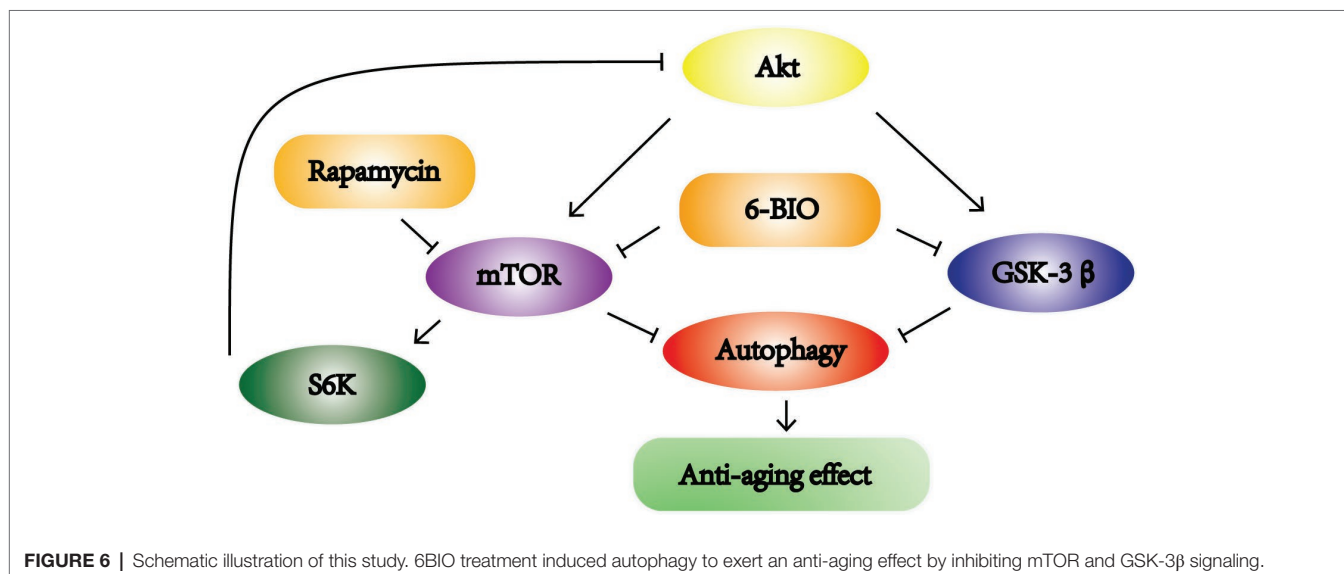 Akt
Rapamycin
6-BIO
mTOR
GSK-3 β
Autophagy
S6K
Anti-aging effect
FIGURE 6 | Schematic illustration of this study. 6BIO treatment induced autophagy to exert an anti-aging effect by inhibiting mTOR and GSK-3β signaling.